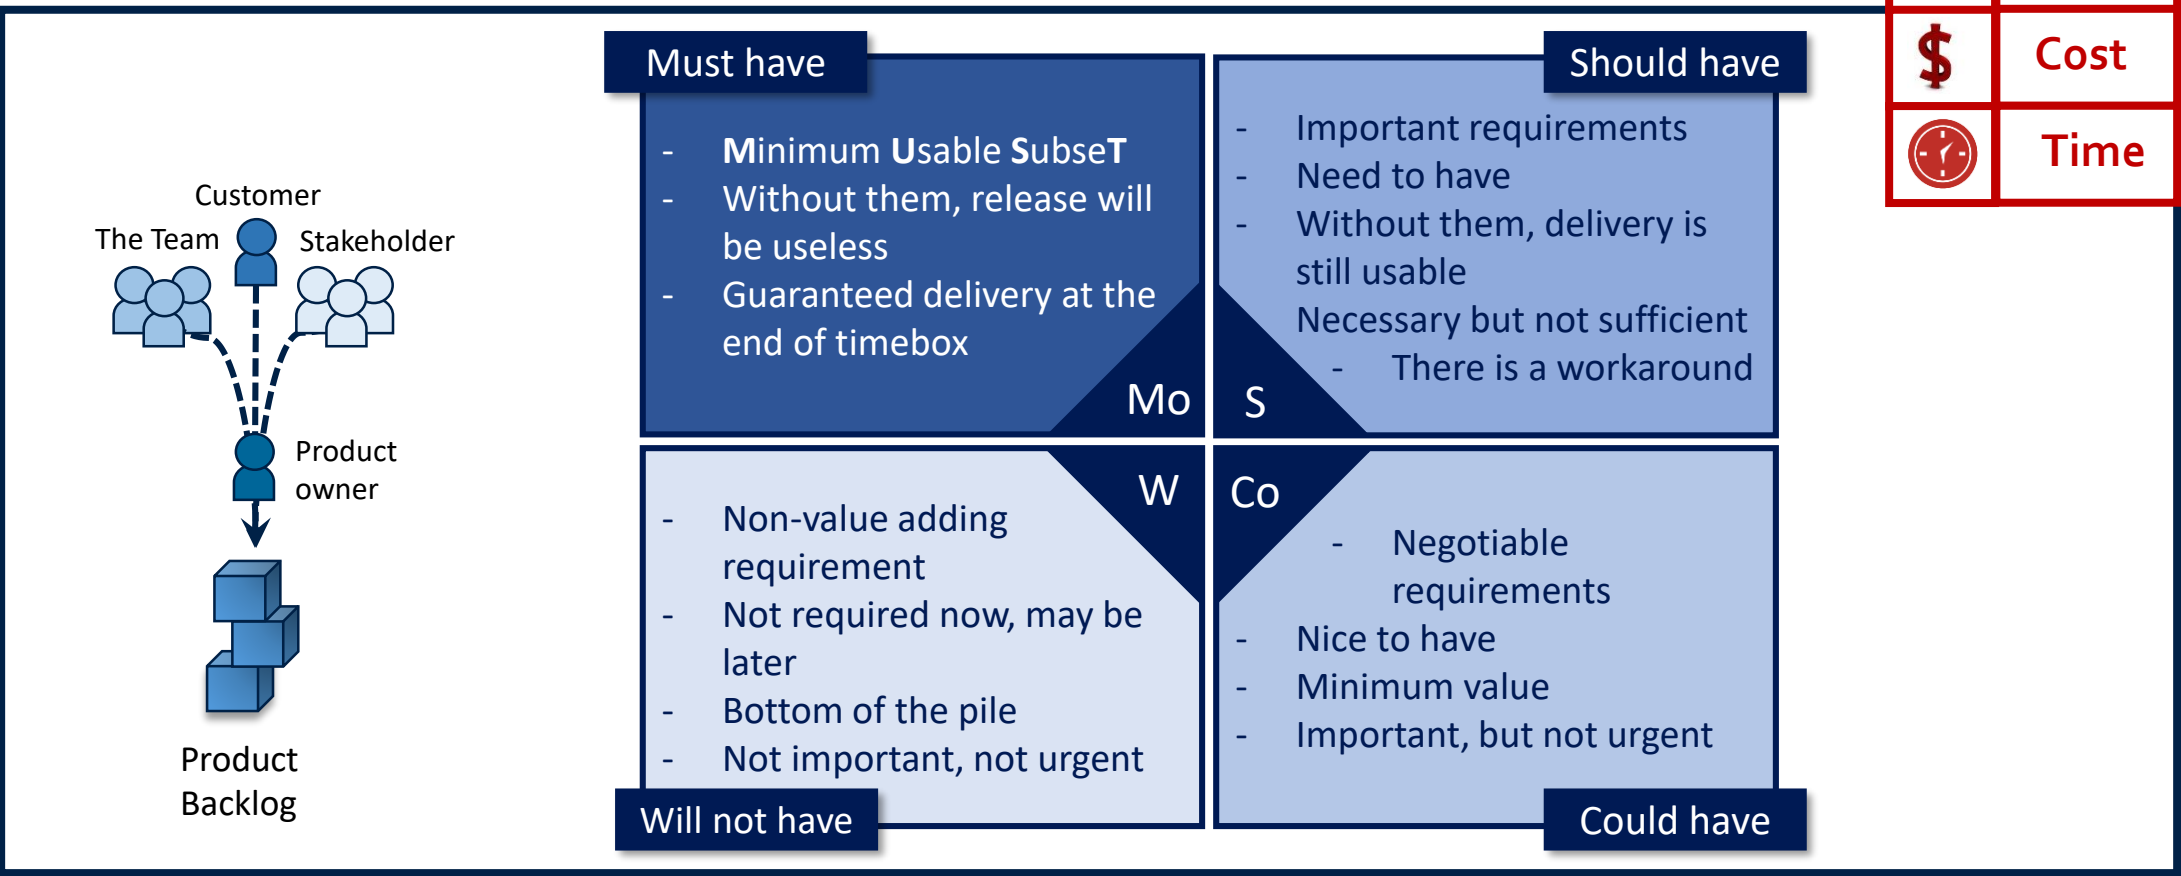 Customer
The Team
Stakeholder
Product
owner
Product
Backlog
Must have
- Minimum Usable SubseT
- Without them, release will
be useless
- Guaranteed delivery at the
end of timebox
Mo
Should have
- Important requirements
- Need to have
- Without them, delivery is
still usable
Necessary but not sufficient
- There is a workaround
S
W
- Non-value adding
requirement
- Not required now, may be
later
- Bottom of the pile
- Not important, not urgent
Will not have
Co
- Negotiable
requirements
- Nice to have
- Minimum value
- Important, but not urgent
Could have
$ Cost
Time